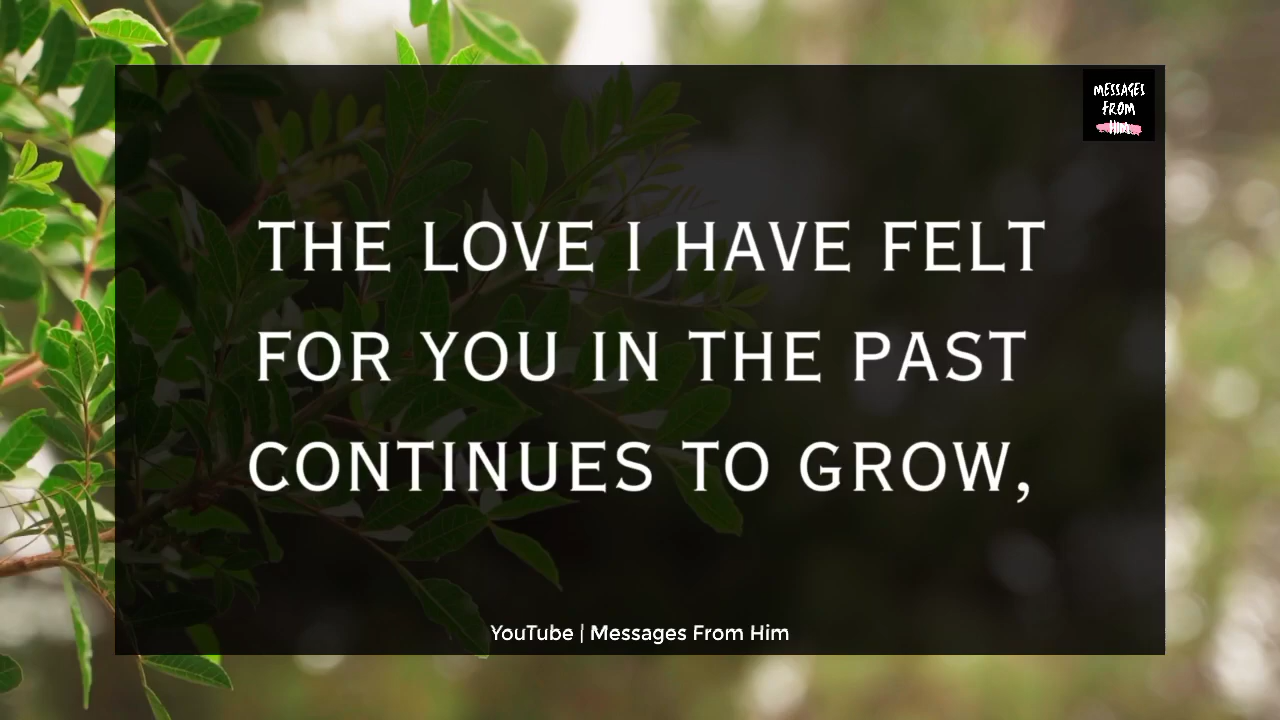 MESSAGES
FROM
HIM
THE LOVE I HAVE FELT
FOR YOU IN THE PAST
CONTINUES TO GROW,
YouTube | Messages From Him